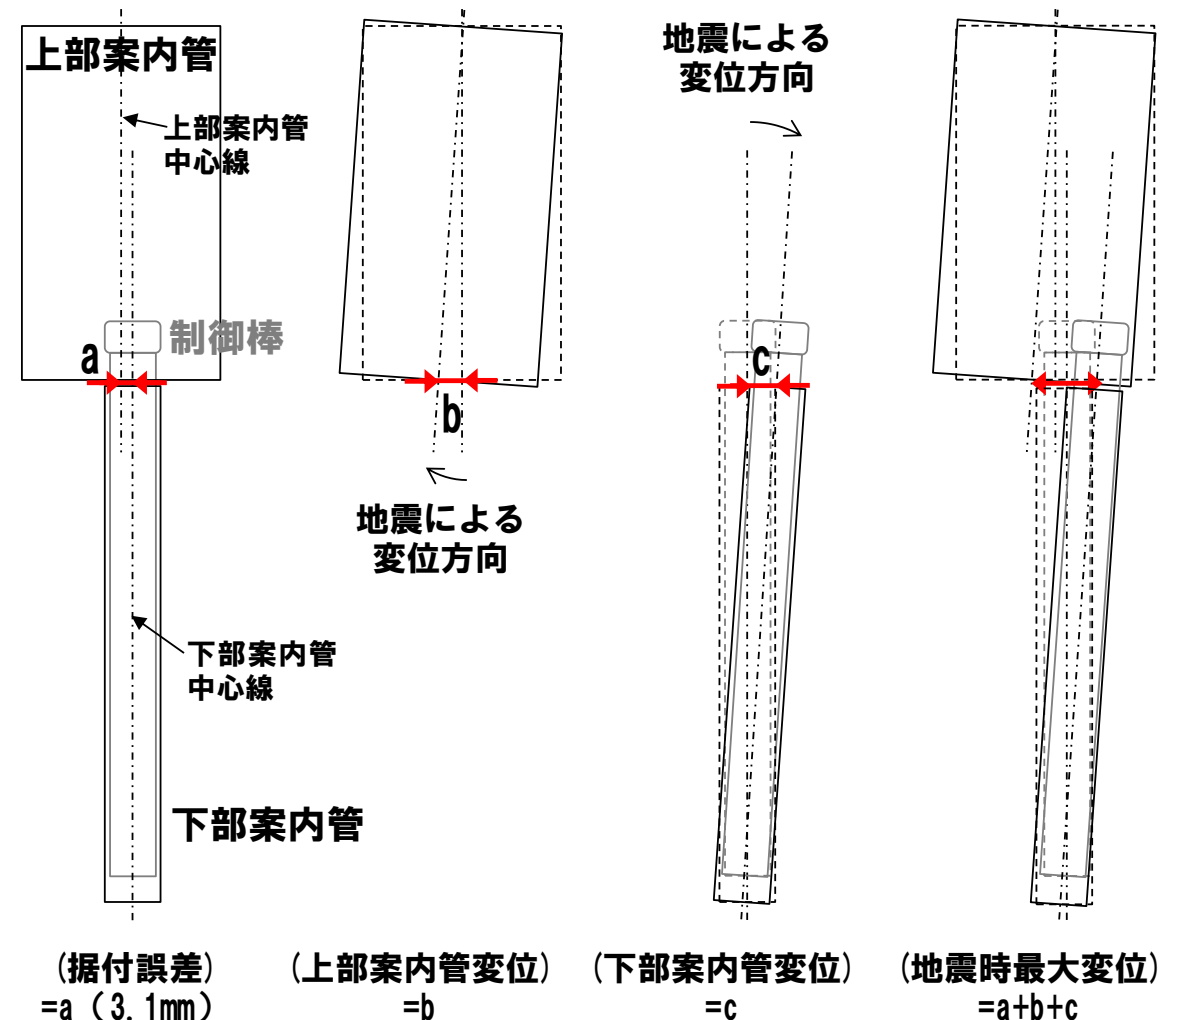 上部案内管
上部案内管
中心線
制御棒
a
下部案内管
中心線
下部案内管
(据付誤差)
=a(3.1mm)
b
地震による
変位方向
(上部案内管変位)
=b
地震による
変位方向
c
(下部案内管変位)
=c
(地震時最大変位)
=a+b+c